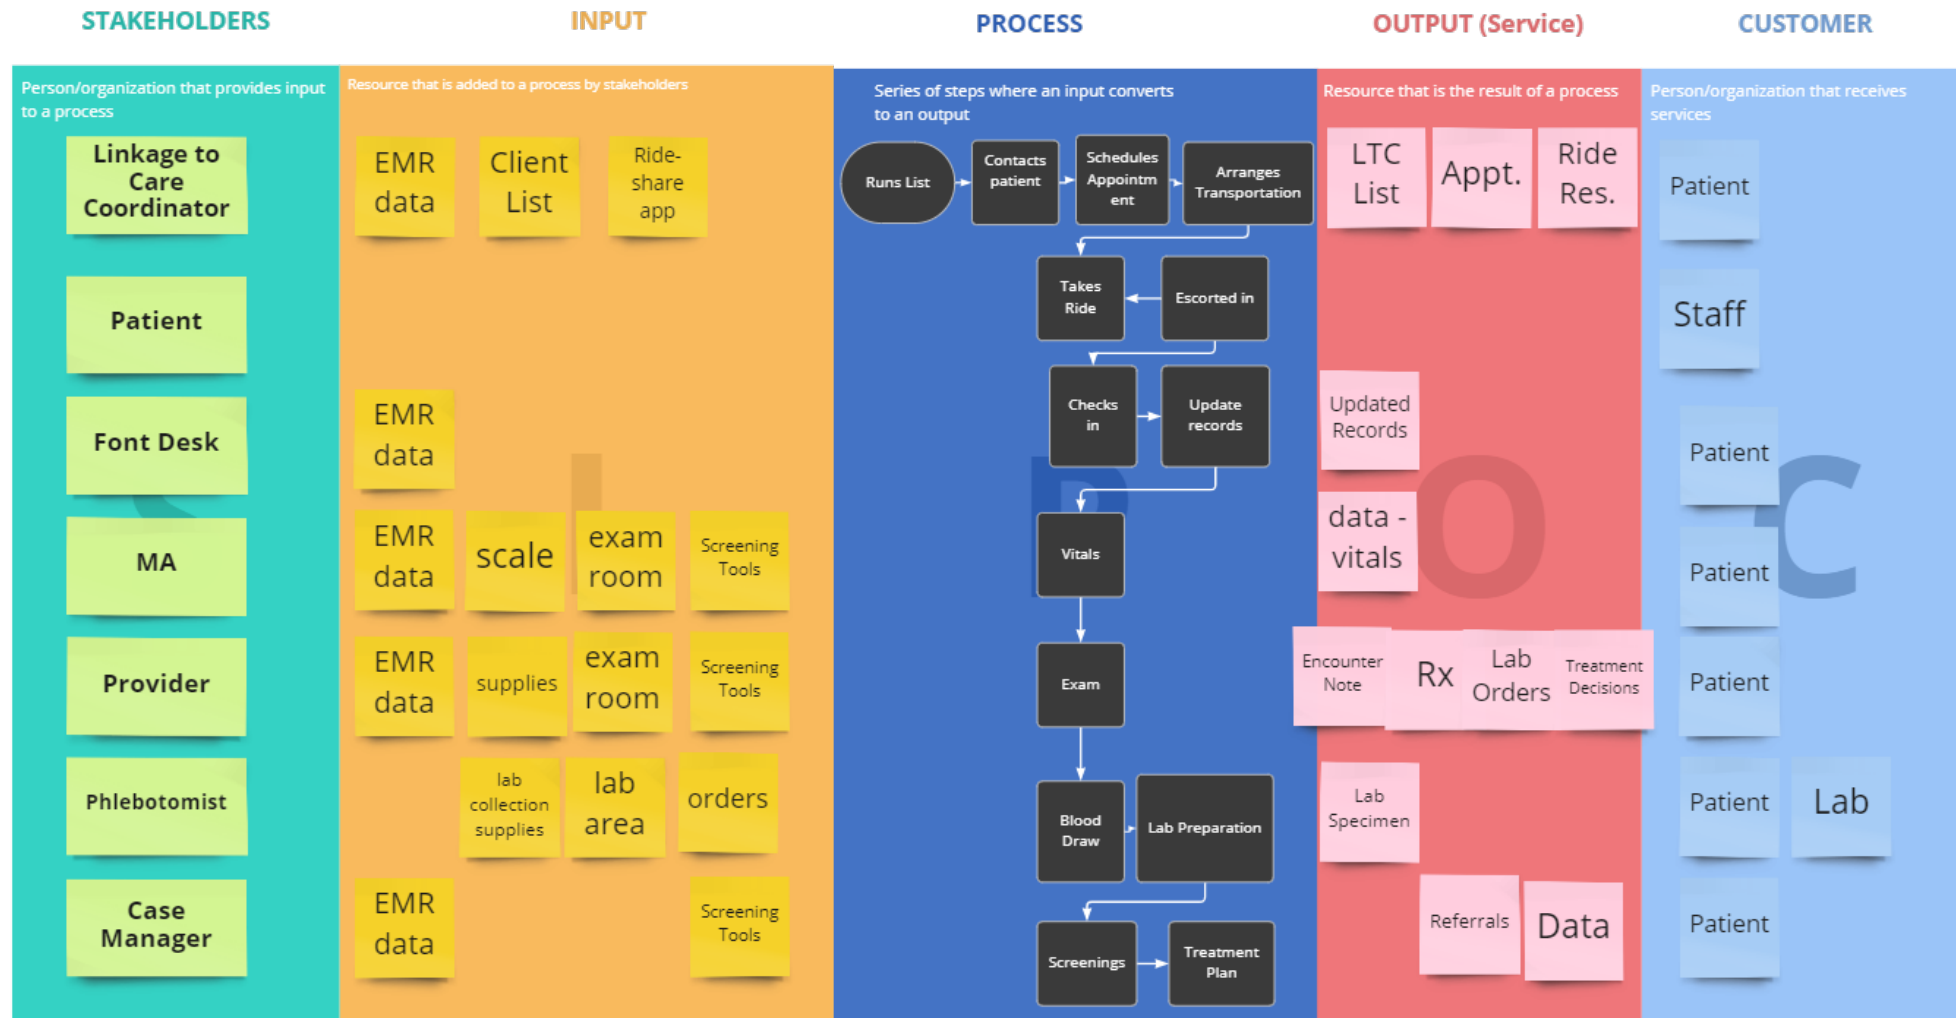 STAKEHOLDERS
INPUT
PROCESS
OUTPUT (Service)
CUSTOMER
Person/organization that provides input
to a process
Resource that is added to a process by stakeholders
Series of steps where an input converts
to an output
Resource that is the result of a process
Person/organization that receives
services
Linkage to
Care
Coordinator
EMR
data
Client
List
Ride-
share
app
Runs List
Contacts
patient
Schedules
Appointm
ent
Arranges
Transportation
LTC
List
Appt.
Ride
Res.
Patient
Patient
Takes
Ride
Escorted in
Staff
Font Desk
EMR
data
Checks
in
Update
records
Updated
Records
Patient
S
I
P
O
C
MA
EMR
data
scale
exam
room
Screening
Tools
Vitals
data -
vitals
Patient
Provider
EMR
data
supplies
exam
room
Screening
Tools
Exam
Encounter
Note
Rx
Lab
Orders
Treatment
Decisions
Patient
Phlebotomist
lab
collection
supplies
lab
area
orders
Blood
Draw
Lab Preparation
Lab
Specimen
Patient
Lab
Case
Manager
EMR
data
Screening
Tools
Screenings
Treatment
Plan
Referrals
Data
Patient